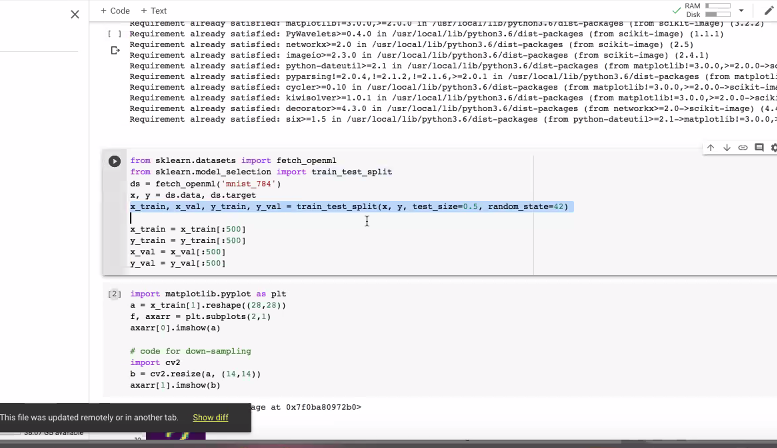 + Code + Text
RAM
Disk
Requirement already satisfied: matplotlib!=3.0.0,>=2.0.0 in /usr/local/lib/python3.6/dist-packages (from scikit-image) (3.2.2)
[ ] Requirement already satisfied: PyWavelets>=0.4.0 in /usr/local/lib/python3.6/dist-packages (from scikit-image) (1.1.1)
Requirement already satisfied: networkx>=2.0 in /usr/local/lib/python3.6/dist-packages (from scikit-image) (2.5)
Requirement already satisfied: imageio>=2.3.0 in /usr/local/lib/python3.6/dist-packages (from scikit-image) (2.4.1)
Requirement already satisfied: python-dateutil>=2.1 in /usr/local/lib/python3.6/dist-packages (from matplotlib!=3.0.0,>=2.0.0->sc
Requirement already satisfied: pyparsing!=2.0.4,!=2.1.2,!=2.1.6,>=2.0.1 in /usr/local/lib/python3.6/dist-packages (from matplotl
Requirement already satisfied: cycler>=0.10 in /usr/local/lib/python3.6/dist-packages (from matplotlib!=3.0.0,>=2.0.0->scikit-im
Requirement already satisfied: kiwisolver>=1.0.1 in /usr/local/lib/python3.6/dist-packages (from matplotlib!=3.0.0,>=2.0.0->scik
Requirement already satisfied: decorator>=4.3.0 in /usr/local/lib/python3.6/dist-packages (from networkx>=2.0->scikit-image) (4.4
Requirement already satisfied: six>=1.5 in /usr/local/lib/python3.6/dist-packages (from python-dateutil>=2.1->matplotlib!=3.0.0,
from sklearn.datasets import fetch_openml
from sklearn.model_selection import train_test_split
ds = fetch_openml('mnist_784')
x, y = ds.data, ds.target
x_train, x_val, y_train, y_val = train_test_split(x, y, test_size=0.5, random_state=42)
x_train = x_train[:500]
y_train = y_train[:500]
x_val = x_val[:500]
y_val = y_val[:500]
[2] import matplotlib.pyplot as plt
a = x_train[1].reshape((28,28))
f, axarr = plt.subplots(2,1)
axarr[0].imshow(a)
# code for down-sampling
import cv2
b = cv2.resize(a, (14,14))
axarr[1].imshow(b)
age at 0x7f0ba80972b0>
This file was updated remotely or in another tab. Show diff